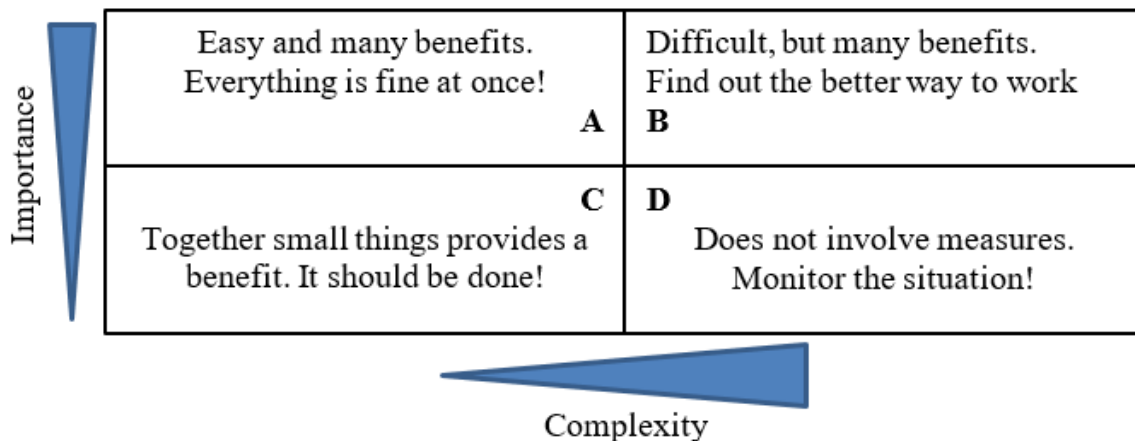 Importance
Easy and many benefits.
Everything is fine at once!
A
Difficult, but many benefits.
Find out the better way to work
B
C
Together small things provides a
benefit. It should be done!
D
Does not involve measures.
Monitor the situation!
Complexity